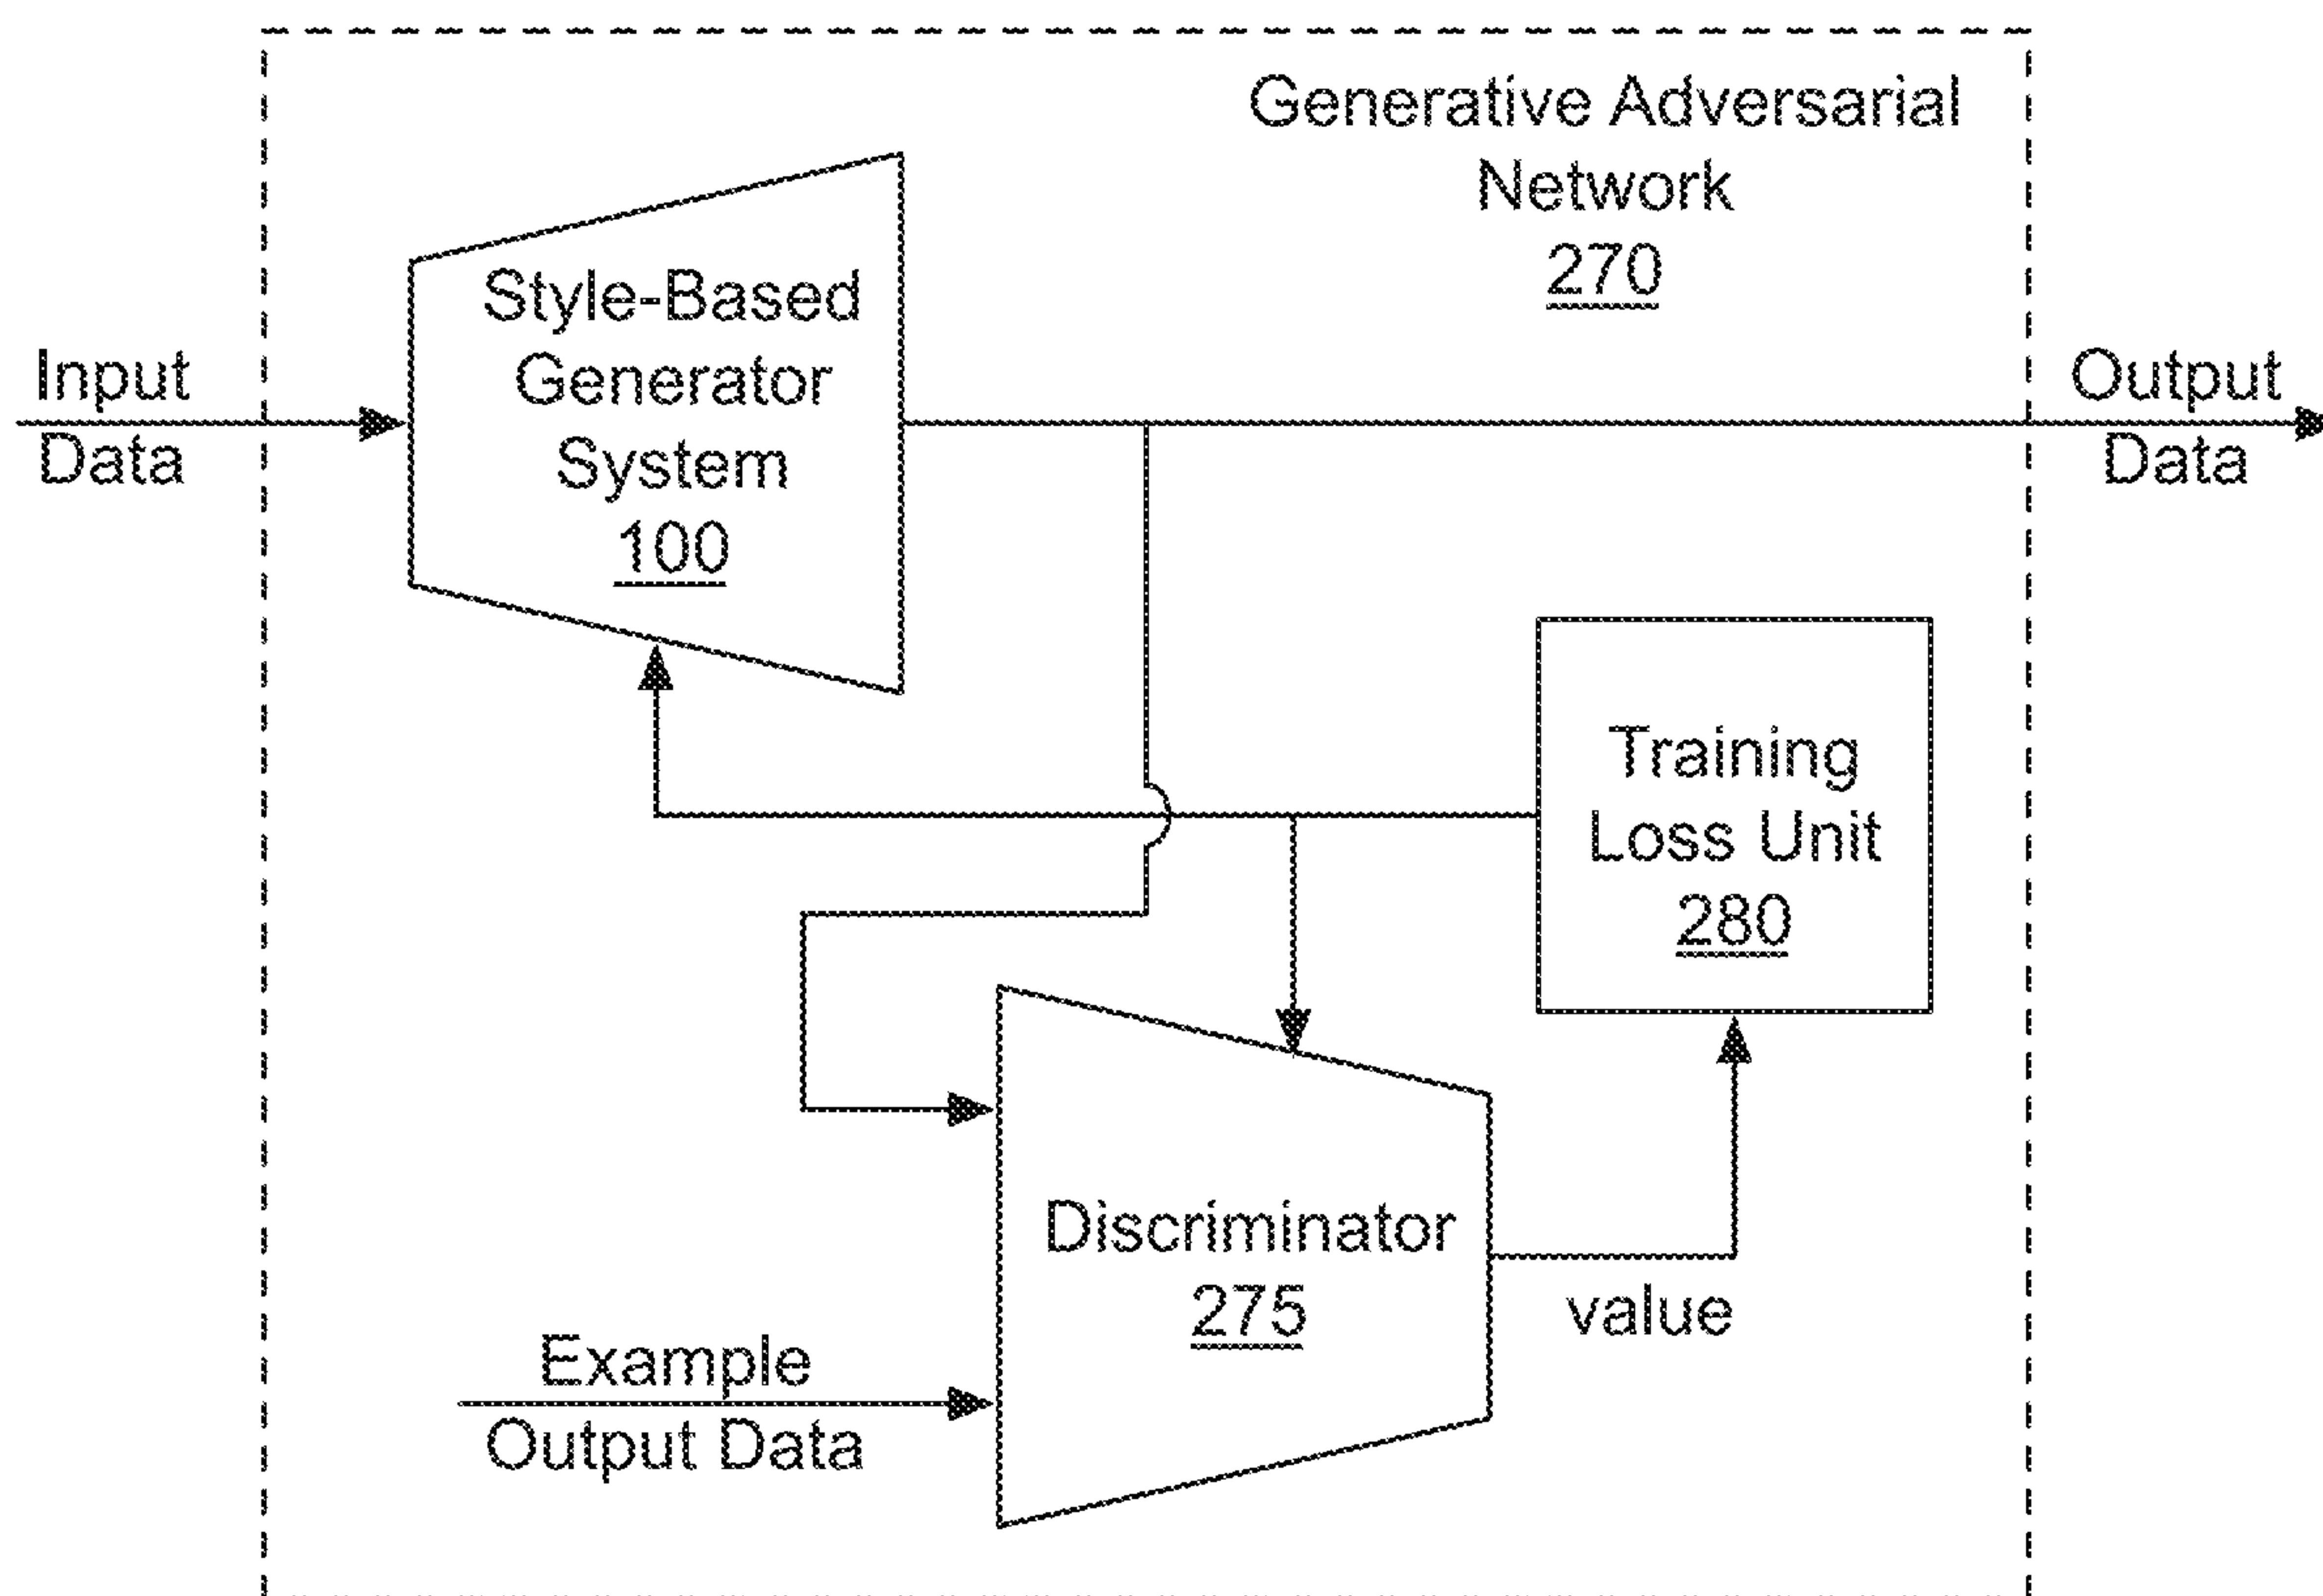 Generative Adversarial
Network
270
Style-Based
Generator
System
100
Input
Data
Output
Data
Training
Loss Unit
280
Discriminator
275
value
Example
Output Data